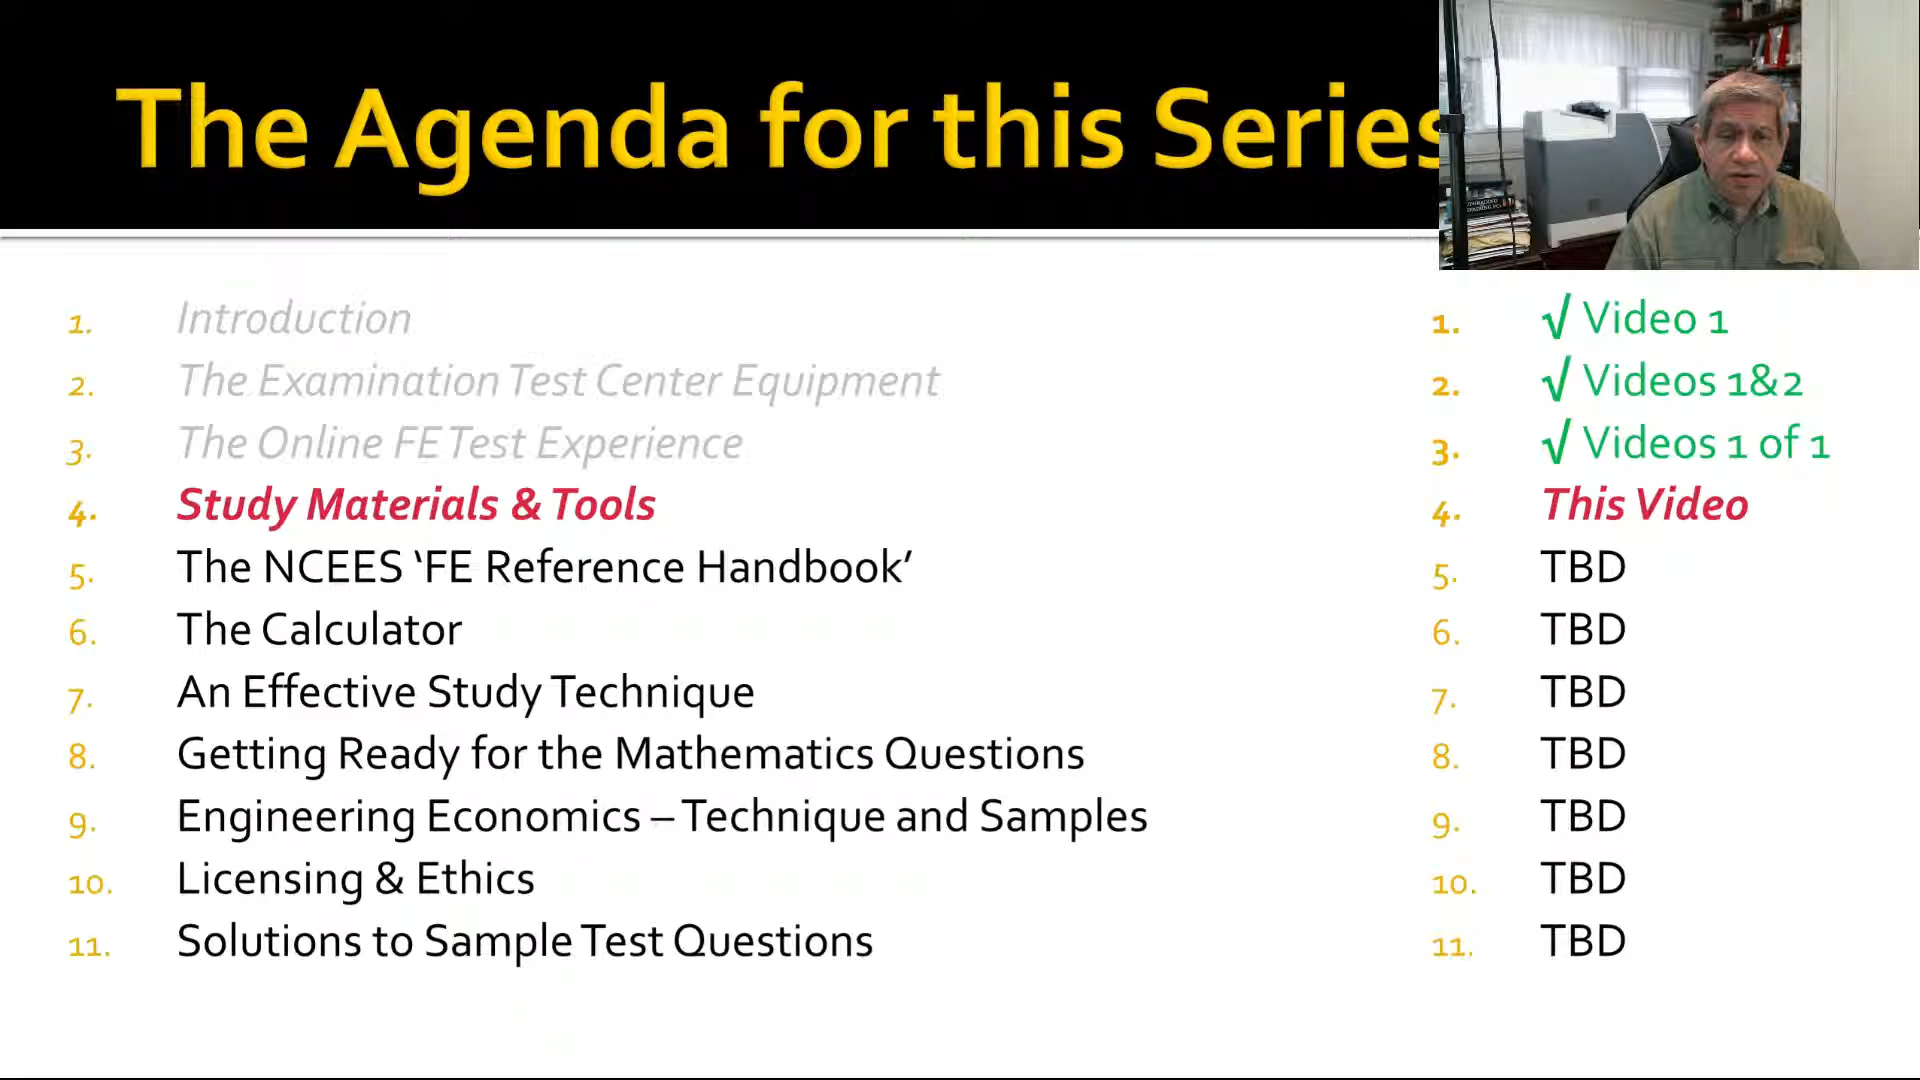 The Agenda for this Series
1. Introduction
2. The Examination Test Center Equipment
3. The Online FE Test Experience
4. Study Materials & Tools
5. The NCEES ‘FE Reference Handbook’
6. The Calculator
7. An Effective Study Technique
8. Getting Ready for the Mathematics Questions
9. Engineering Economics – Technique and Samples
10. Licensing & Ethics
11. Solutions to Sample Test Questions
1. √ Video 1
2. √ Videos 1&2
3. √ Videos 1 of 1
4. This Video
5. TBD
6. TBD
7. TBD
8. TBD
9. TBD
10. TBD
11. TBD